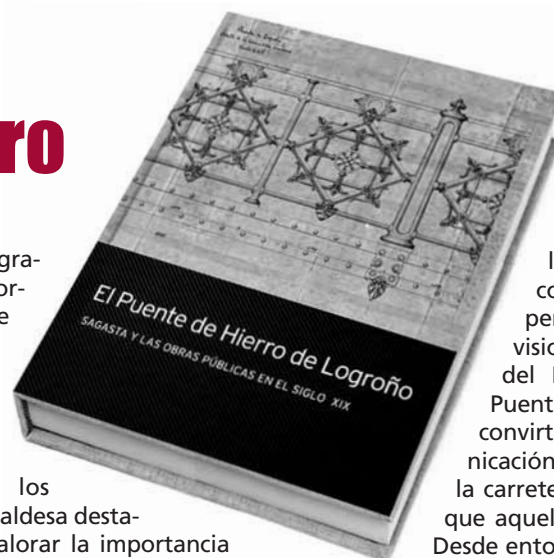 ro
gra-
or-
e
los
aldesa desta-
alorar la importancia
El Puente de Hierro de Logroño
SAGASTA Y LAS OBRAS PÚBLICAS EN EL SIGLO XIX
l
co
per
visio
del
Puent
convirt
nicación
la carrete
que aquel
Desde ento